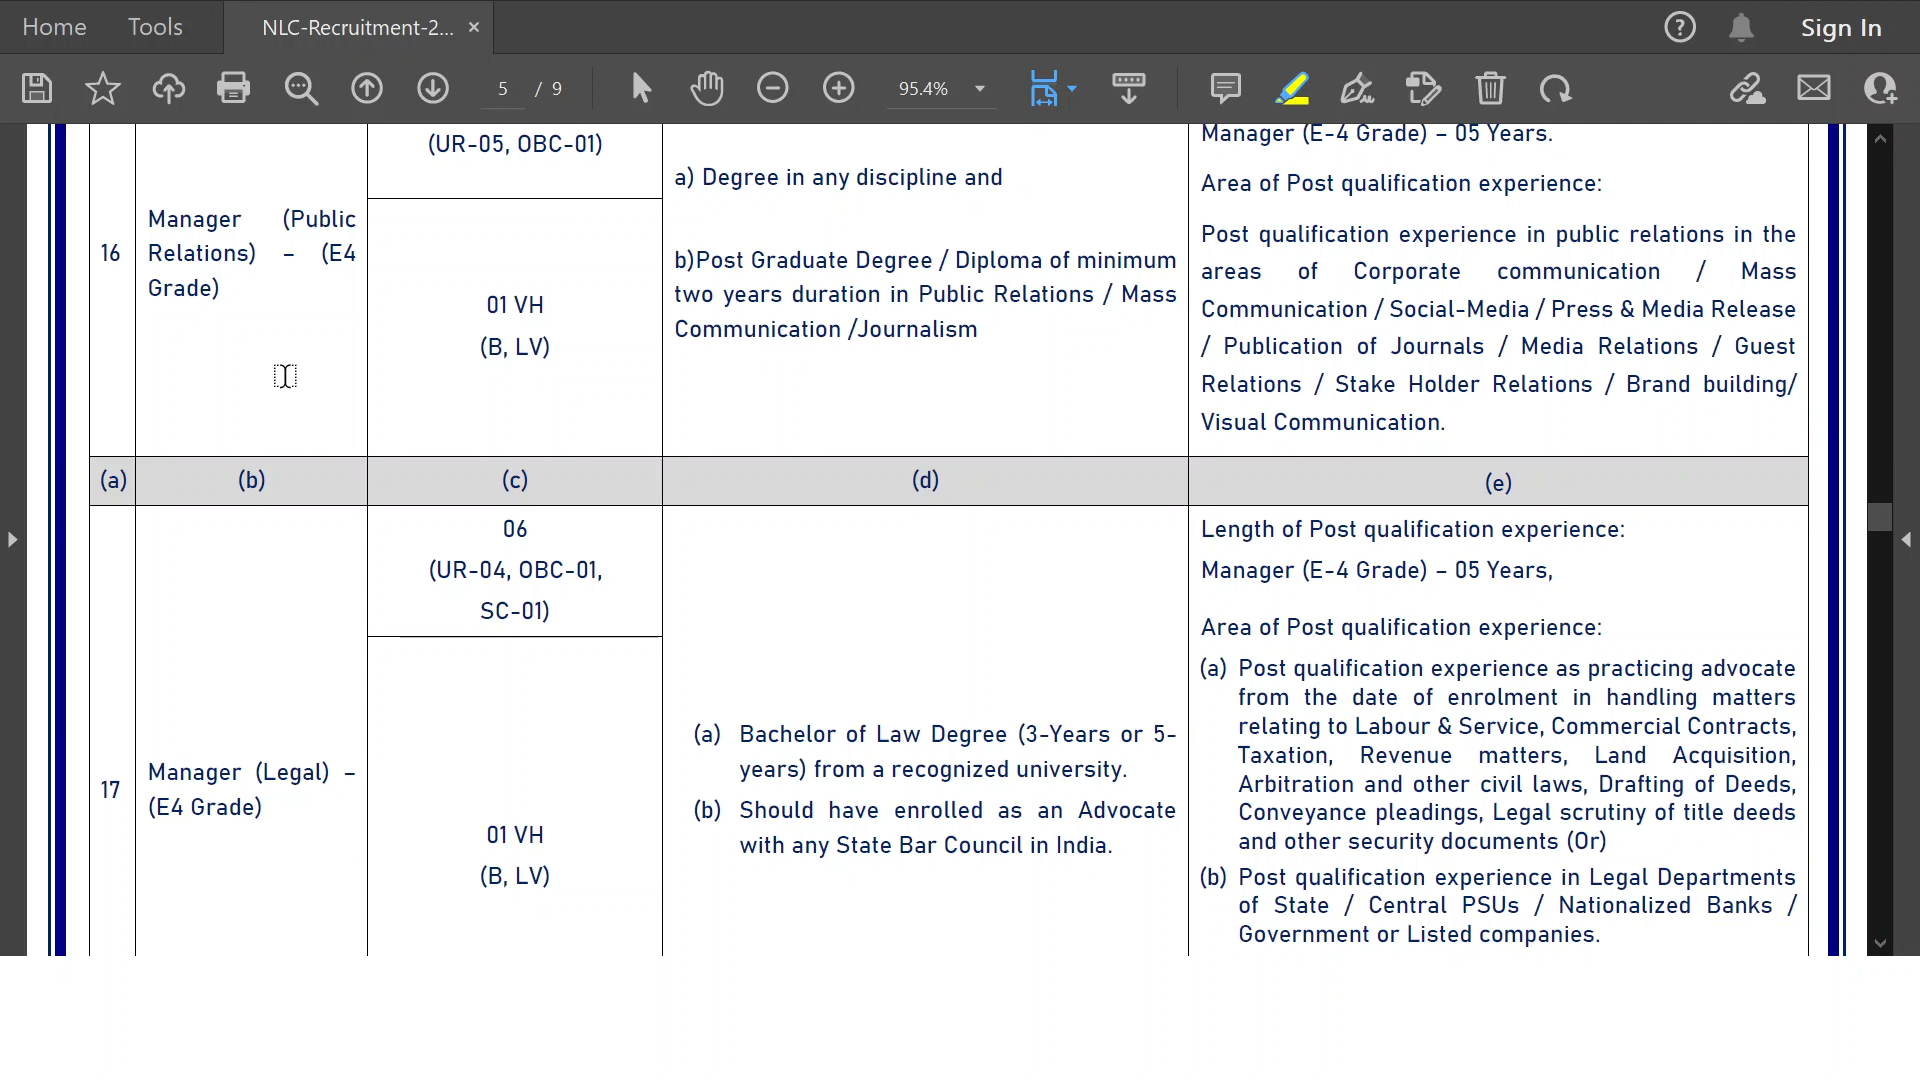 Home Tools NLC-Recruitment-2... × Sign In
5 / 9 95.4%
16
Manager (Public
Relations) – (E4
Grade)
(UR-05, OBC-01)
01 VH
(B, LV)
a) Degree in any discipline and
b)Post Graduate Degree / Diploma of minimum
two years duration in Public Relations / Mass
Communication /Journalism
Manager (E-4 Grade) – 05 Years.
Area of Post qualification experience:
Post qualification experience in public relations in the
areas of Corporate communication / Mass
Communication / Social-Media / Press & Media Release
/ Publication of Journals / Media Relations / Guest
Relations / Stake Holder Relations / Brand building/
Visual Communication.
(a) (b) (c) (d) (e)
17
Manager (Legal) –
(E4 Grade)
06
(UR-04, OBC-01,
SC-01)
01 VH
(B, LV)
(a) Bachelor of Law Degree (3-Years or 5-
years) from a recognized university.
(b) Should have enrolled as an Advocate
with any State Bar Council in India.
Length of Post qualification experience:
Manager (E-4 Grade) – 05 Years,
Area of Post qualification experience:
(a) Post qualification experience as practicing advocate
from the date of enrolment in handling matters
relating to Labour & Service, Commercial Contracts,
Taxation, Revenue matters, Land Acquisition,
Arbitration and other civil laws, Drafting of Deeds,
Conveyance pleadings, Legal scrutiny of title deeds
and other security documents (Or)
(b) Post qualification experience in Legal Departments
of State / Central PSUs / Nationalized Banks /
Government or Listed companies.